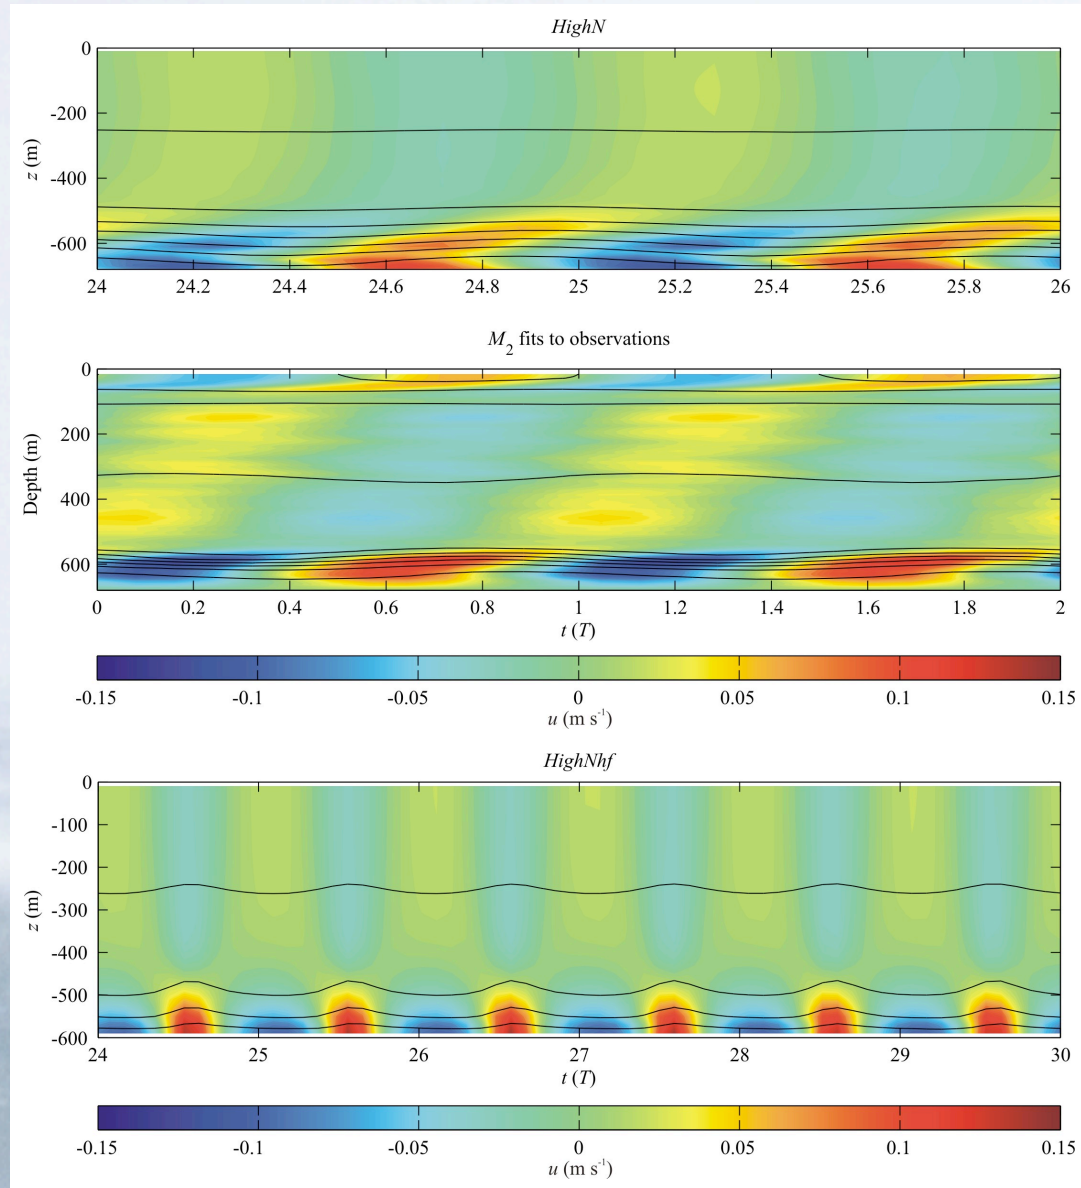 HighN
0
-200
-400
-600
z (m)
24 24.2 24.4 24.6 24.8 25 25.2 25.4 25.6 25.8 26
M2 fits to observations
0
200
400
600
Depth (m)
0 0.2 0.4 0.6 0.8 1 1.2 1.4 1.6 1.8 2
t (T)
-0.15 -0.1 -0.05 0 0.05 0.1 0.15
u (m s-1)
HighNhf
0
-100
-200
-300
-400
-500
-600
z (m)
24 25 26 27 28 29 30
t (T)
-0.15 -0.1 -0.05 0 0.05 0.1 0.15
u (m s-1)